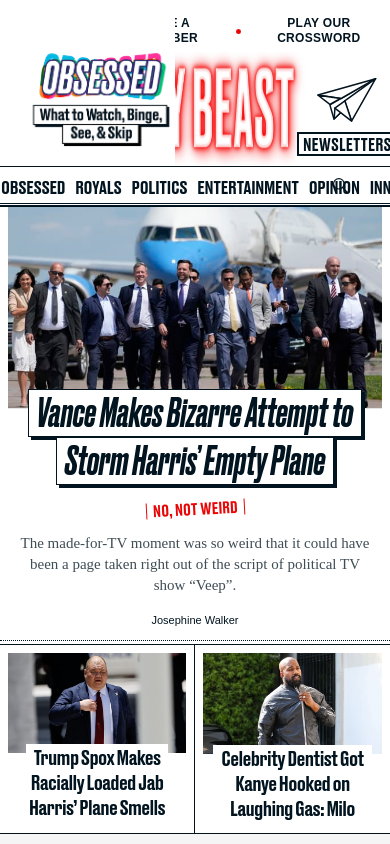 E A
PLAY OUR
BER
CROSSWORD
OBSESSED
What to Watch, Binge,
See, & Skip
Y BEAST
NEWSLETTERS
OBSESSED ROYALS POLITICS ENTERTAINMENT OPINION INN
Vance Makes Bizarre Attempt to
Storm Harris’ Empty Plane
NO, NOT WEIRD
The made-for-TV moment was so weird that it could have
been a page taken right out of the script of political TV
show “Veep”.
Josephine Walker
Trump Spox Makes
Racially Loaded Jab
Harris’ Plane Smells
Celebrity Dentist Got
Kanye Hooked on
Laughing Gas: Milo